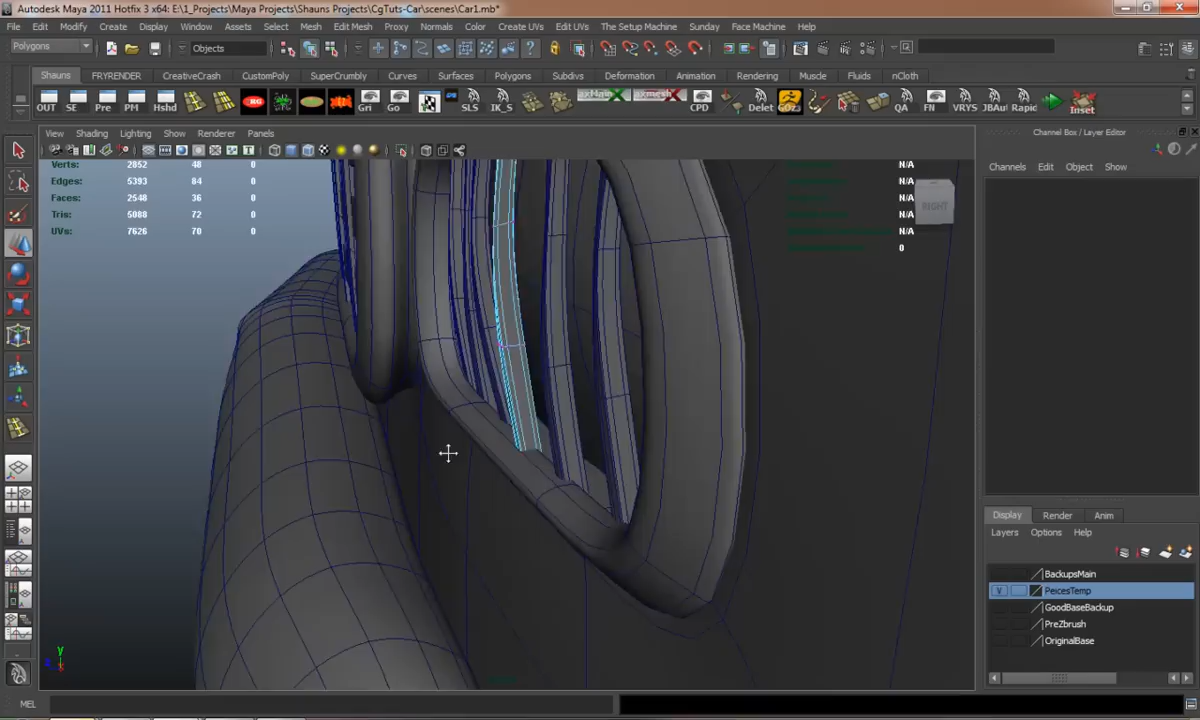 Autodesk Maya 2011 Hotfix 3 x64: E:\1_Projects\Maya Projects\Shauns Projects\CgTuts-Car\scenes\Car1.mb*
File Edit Modify Create Display Window Assets Select Mesh Edit Mesh Proxy Normals Color Create UVs Edit UVs The Setup Machine Sunday Face Machine Help
Polygons Objects
Shauns FRYRENDER CreativeCrash CustomPoly SuperCrumbly Curves Surfaces Polygons Subdivs Deformation Animation Rendering Muscle Fluids nCloth
OUT SE Pre PM Hshd Gri Go SLS IK_S CPD Delet GOz QA FN VRYS JBAut Rapic Inset
View Shading Lighting Show Renderer Panels
Channel Box / Layer Editor
Channels Edit Object Show
Verts: 2852 48 0 N/A
Edges: 5393 84 0 N/A
Faces: 2548 36 0 N/A
Tris: 5088 72 0 N/A
UVs: 7626 70 0 N/A
0
RIGHT
Display Render Anim
Layers Options Help
BackupsMain
V PeicesTemp
GoodBaseBackup
PreZbrush
OriginalBase
y
MEL